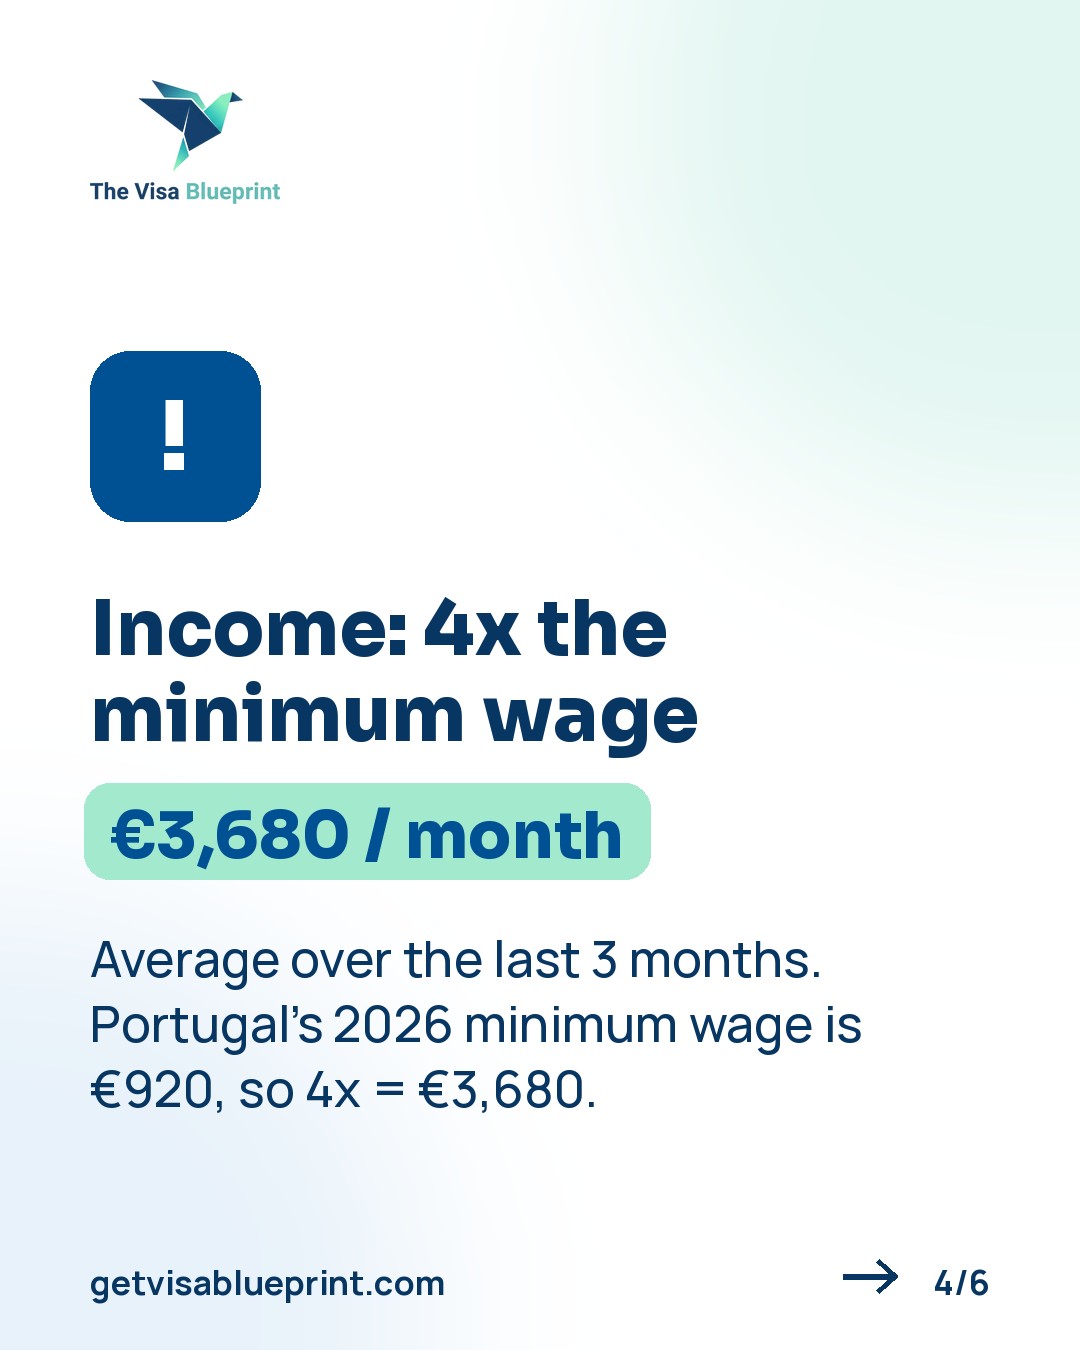 The Visa Blueprint
!
Income: 4x the
minimum wage
€3,680 / month
Average over the last 3 months.
Portugal’s 2026 minimum wage is
€920, so 4x = €3,680.
getvisablueprint.com
→ 4/6